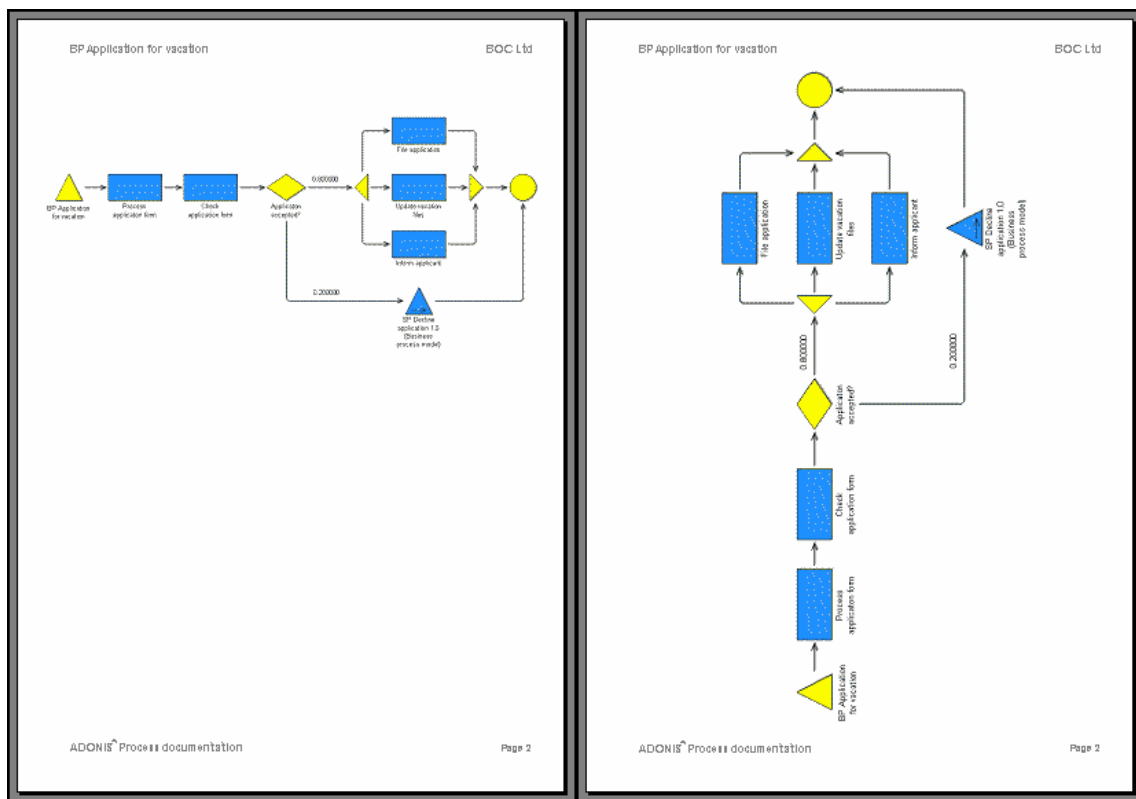 BP Application for vacation
BOC Ltd
File application
0.800000
BP Application
for vacation
Process
application form
Check
application form
Application
accepted?
Update vacation
files
Inform applicant
0.200000
SP Decline
application 1.0
(Business
process model)
ADONIS® Process documentation
Page 2
BP Application for vacation
BOC Ltd
File application
Update vacation
files
Inform applicant
SP Decline
application 1.0
(Business
process model)
0.800000
0.200000
Application
accepted?
Check
application form
Process
application form
BP Application
for vacation
ADONIS® Process documentation
Page 2